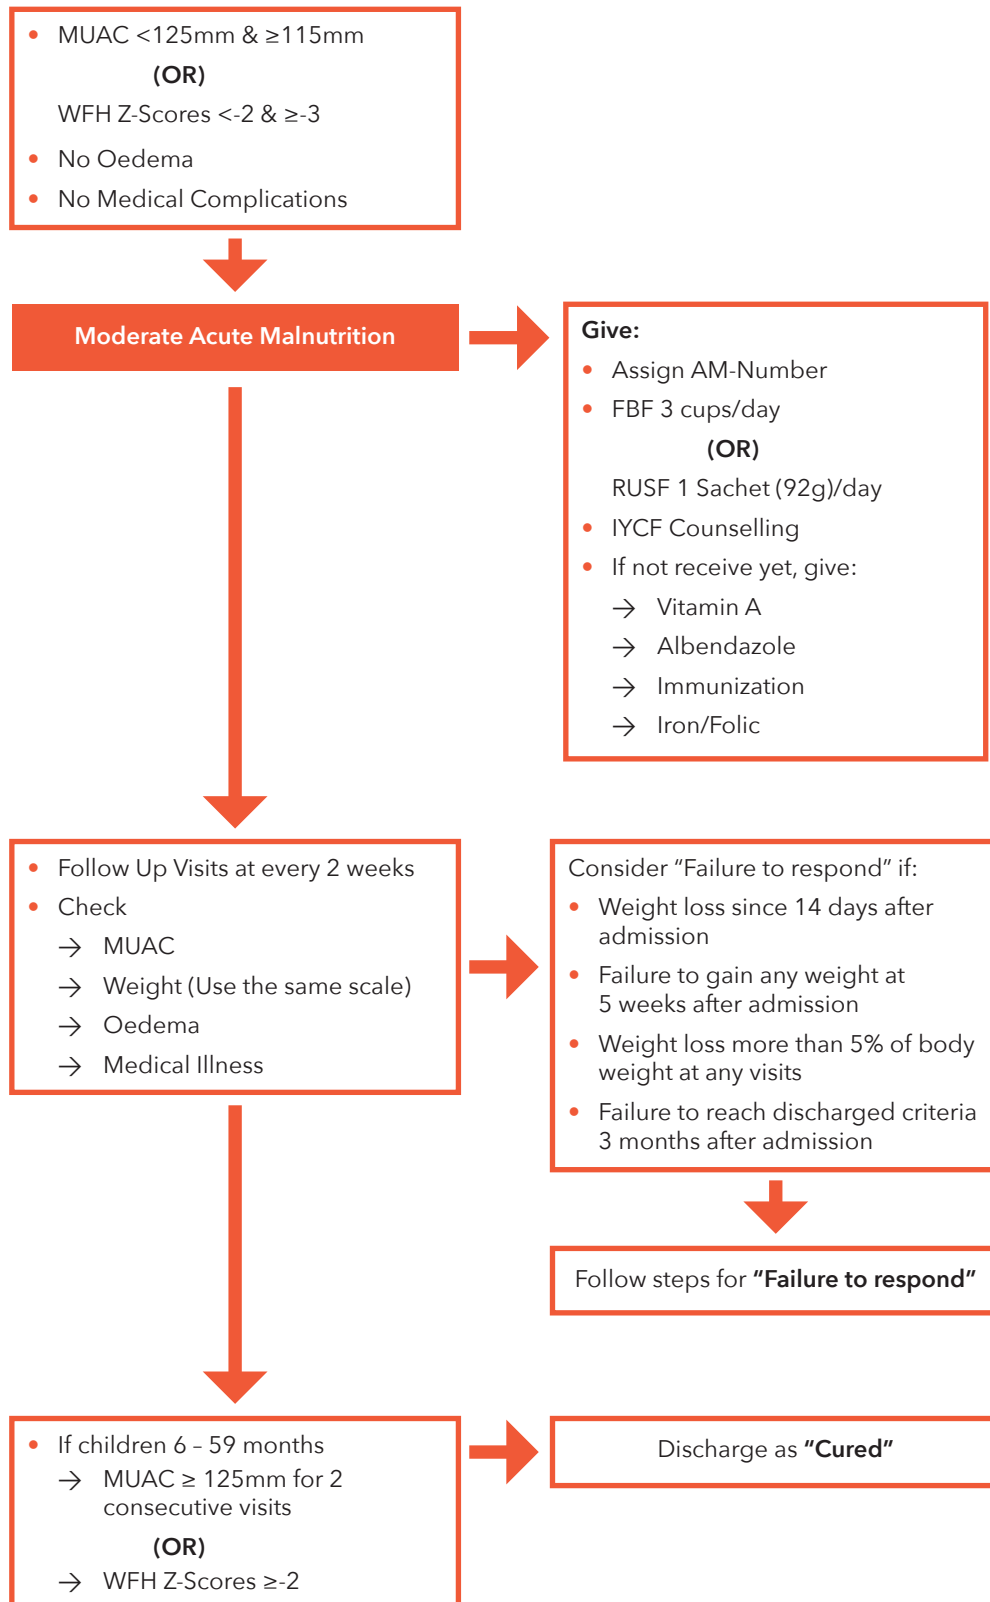 • MUAC <125mm & ≥115mm
(OR)
WFH Z-Scores <-2 & ≥-3
• No Oedema
• No Medical Complications
Moderate Acute Malnutrition
Give:
• Assign AM-Number
• FBF 3 cups/day
(OR)
RUSF 1 Sachet (92g)/day
• IYCF Counselling
• If not receive yet, give:
→ Vitamin A
→ Albendazole
→ Immunization
→ Iron/Folic
• Follow Up Visits at every 2 weeks
• Check
→ MUAC
→ Weight (Use the same scale)
→ Oedema
→ Medical Illness
Consider “Failure to respond” if:
• Weight loss since 14 days after
admission
• Failure to gain any weight at
5 weeks after admission
• Weight loss more than 5% of body
weight at any visits
• Failure to reach discharged criteria
3 months after admission
Follow steps for “Failure to respond”
• If children 6 – 59 months
→ MUAC ≥ 125mm for 2
consecutive visits
(OR)
→ WFH Z-Scores ≥-2
Discharge as “Cured”